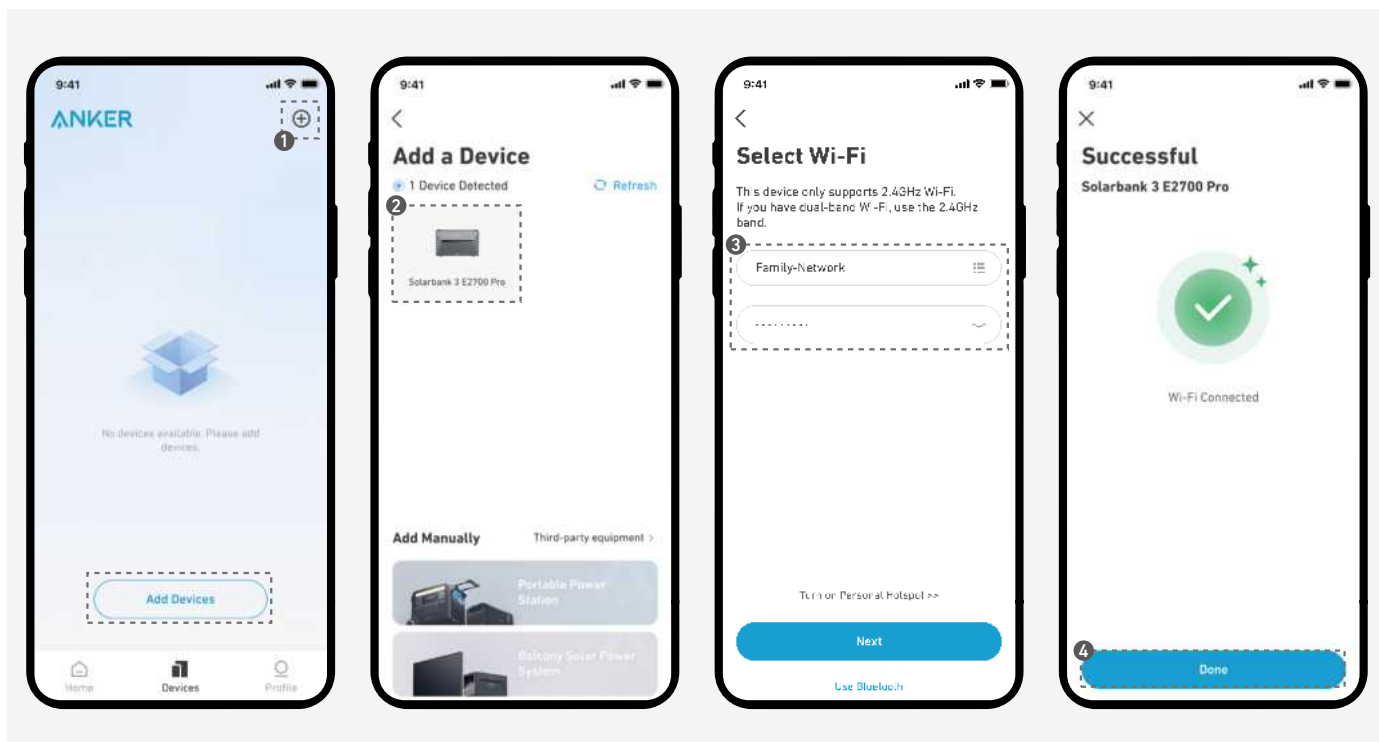 9:41
ANKER
1
No devices available. Please add
devices.
Add Devices
Home
Devices
Profile
9:41
Add a Device
1 Device Detected
Refresh
2
Solarbank 3 E2700 Pro
Add Manually
Third-party equipment >
Portable Power
Station
Balcony Solar Power
System
9:41
Select Wi-Fi
This device only supports 2.4GHz Wi-Fi.
If you have dual-band Wi-Fi, use the 2.4GHz
band.
3
Family-Network
Turn on Personal Hotspot >>
Next
Use Bluetooth
9:41
Successful
Solarbank 3 E2700 Pro
Wi-Fi Connected
4
Done